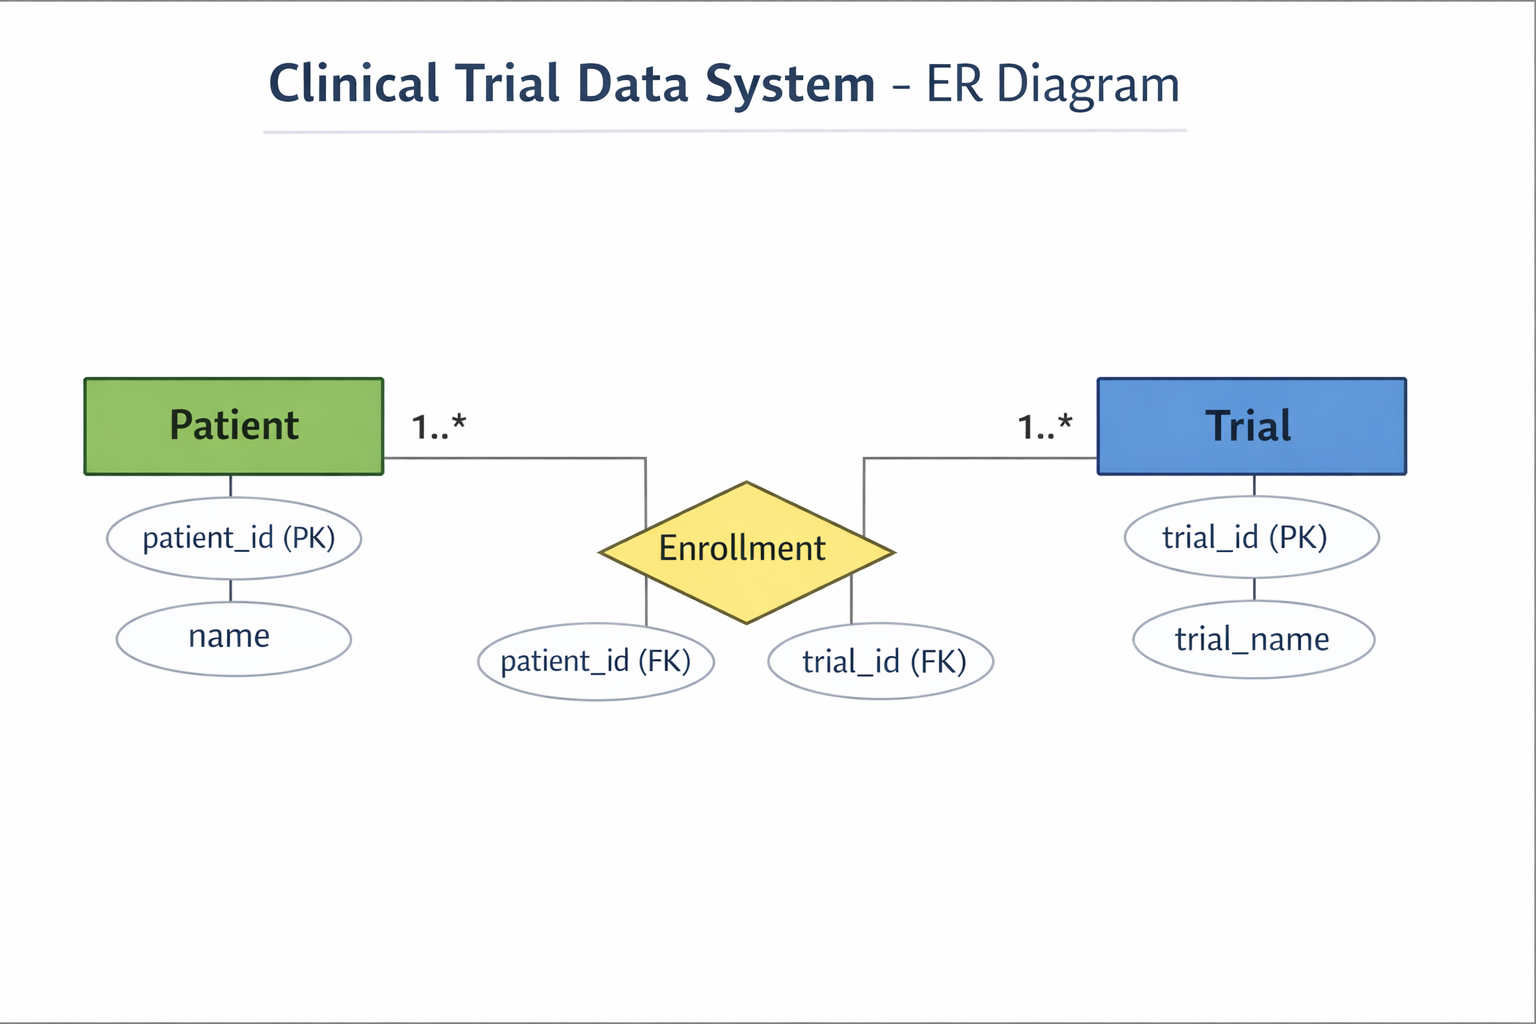 Clinical Trial Data System – ER Diagram
Patient
1..*
1..*
Trial
patient_id (PK)
Enrollment
trial_id (PK)
name
trial_name
patient_id (FK)
trial_id (FK)